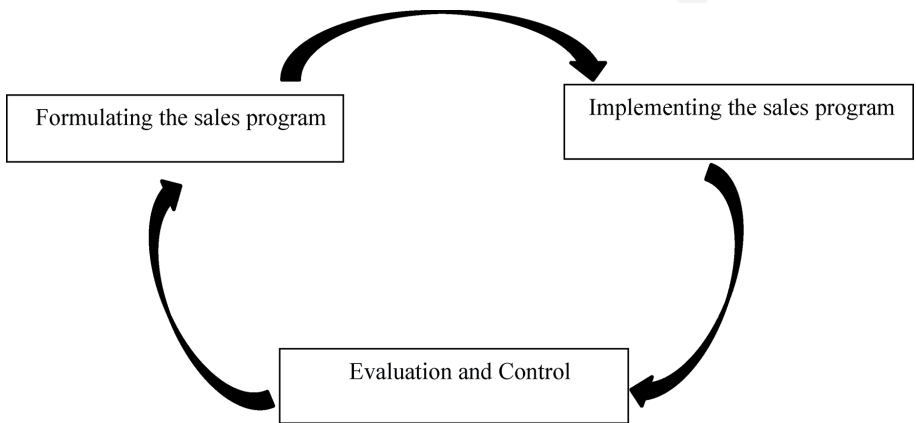 Formulating the sales program
Implementing the sales program
Evaluation and Control